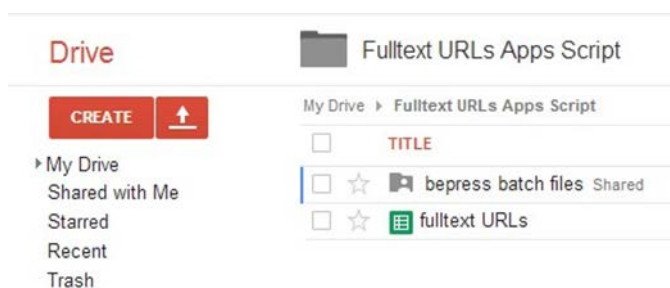 Drive
Fulltext URLs Apps Script
CREATE
My Drive
Shared with Me
Starred
Recent
Trash
My Drive Fulltext URLs Apps Script
TITLE
bepress batch files Shared
fulltext URLs